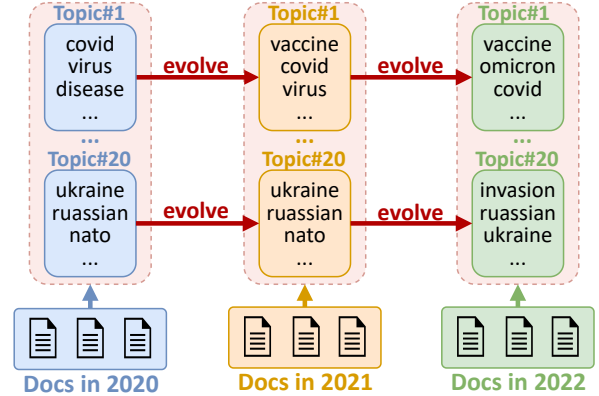 Topic#1
covid
virus
disease
...
evolve
Topic#1
vaccine
covid
virus
...
evolve
Topic#1
vaccine
omicron
covid
...
...
...
...
Topic#20
ukraine
ruassian
nato
...
evolve
Topic#20
ukraine
ruassian
nato
...
evolve
Topic#20
invasion
ruassian
ukraine
...
Docs in 2020
Docs in 2021
Docs in 2022